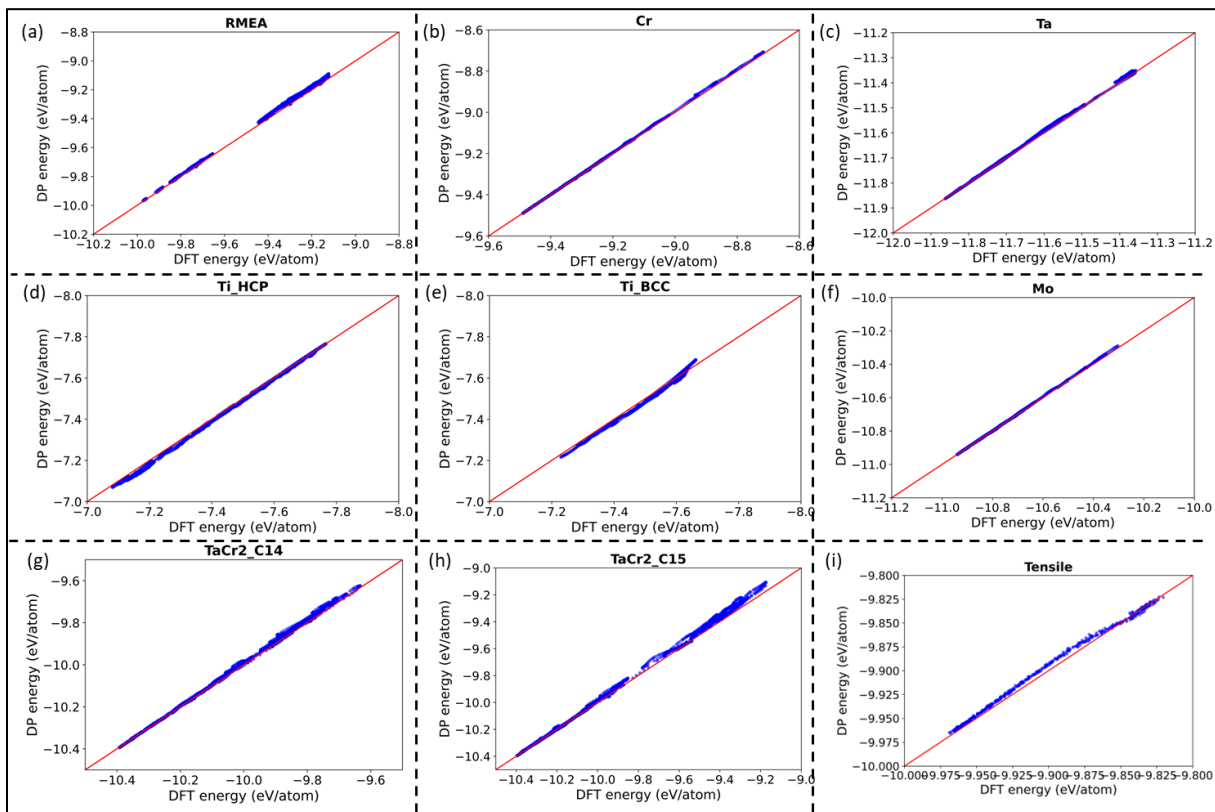 (a)
RMEA
DP energy (eV/atom)
−8.8
−9.0
−9.2
−9.4
−9.6
−9.8
−10.0
−10.2
−10.2 −10.0 −9.8 −9.6 −9.4 −9.2 −9.0 −8.8
DFT energy (eV/atom)
(b)
Cr
DP energy (eV/atom)
−8.6
−8.8
−9.0
−9.2
−9.4
−9.6
−9.6 −9.4 −9.2 −9.0 −8.8 −8.6
DFT energy (eV/atom)
(c)
Ta
DP energy (eV/atom)
−11.2
−11.3
−11.4
−11.5
−11.6
−11.7
−11.8
−11.9
−12.0
−12.0 −11.9 −11.8 −11.7 −11.6 −11.5 −11.4 −11.3 −11.2
DFT energy (eV/atom)
(d)
Ti_HCP
DP energy (eV/atom)
−8.0
−7.8
−7.6
−7.4
−7.2
−7.0
−7.0 −7.2 −7.4 −7.6 −7.8 −8.0
DFT energy (eV/atom)
(e)
Ti_BCC
DP energy (eV/atom)
−8.0
−7.8
−7.6
−7.4
−7.2
−7.0
−7.0 −7.2 −7.4 −7.6 −7.8 −8.0
DFT energy (eV/atom)
(f)
Mo
DP energy (eV/atom)
−10.0
−10.2
−10.4
−10.6
−10.8
−11.0
−11.2
−11.2 −11.0 −10.8 −10.6 −10.4 −10.2 −10.0
DFT energy (eV/atom)
(g)
TaCr2_C14
DP energy (eV/atom)
−9.6
−9.8
−10.0
−10.2
−10.4
−10.4 −10.2 −10.0 −9.8 −9.6
DFT energy (eV/atom)
(h)
TaCr2_C15
DP energy (eV/atom)
−9.0
−9.2
−9.4
−9.6
−9.8
−10.0
−10.2
−10.4
−10.4 −10.2 −10.0 −9.8 −9.6 −9.4 −9.2 −9.0
DFT energy (eV/atom)
(i)
Tensile
DP energy (eV/atom)
−9.800
−9.825
−9.850
−9.875
−9.900
−9.925
−9.950
−9.975
−10.000
−10.000 −9.975 −9.950 −9.925 −9.900 −9.875 −9.850 −9.825 −9.800
DFT energy (eV/atom)